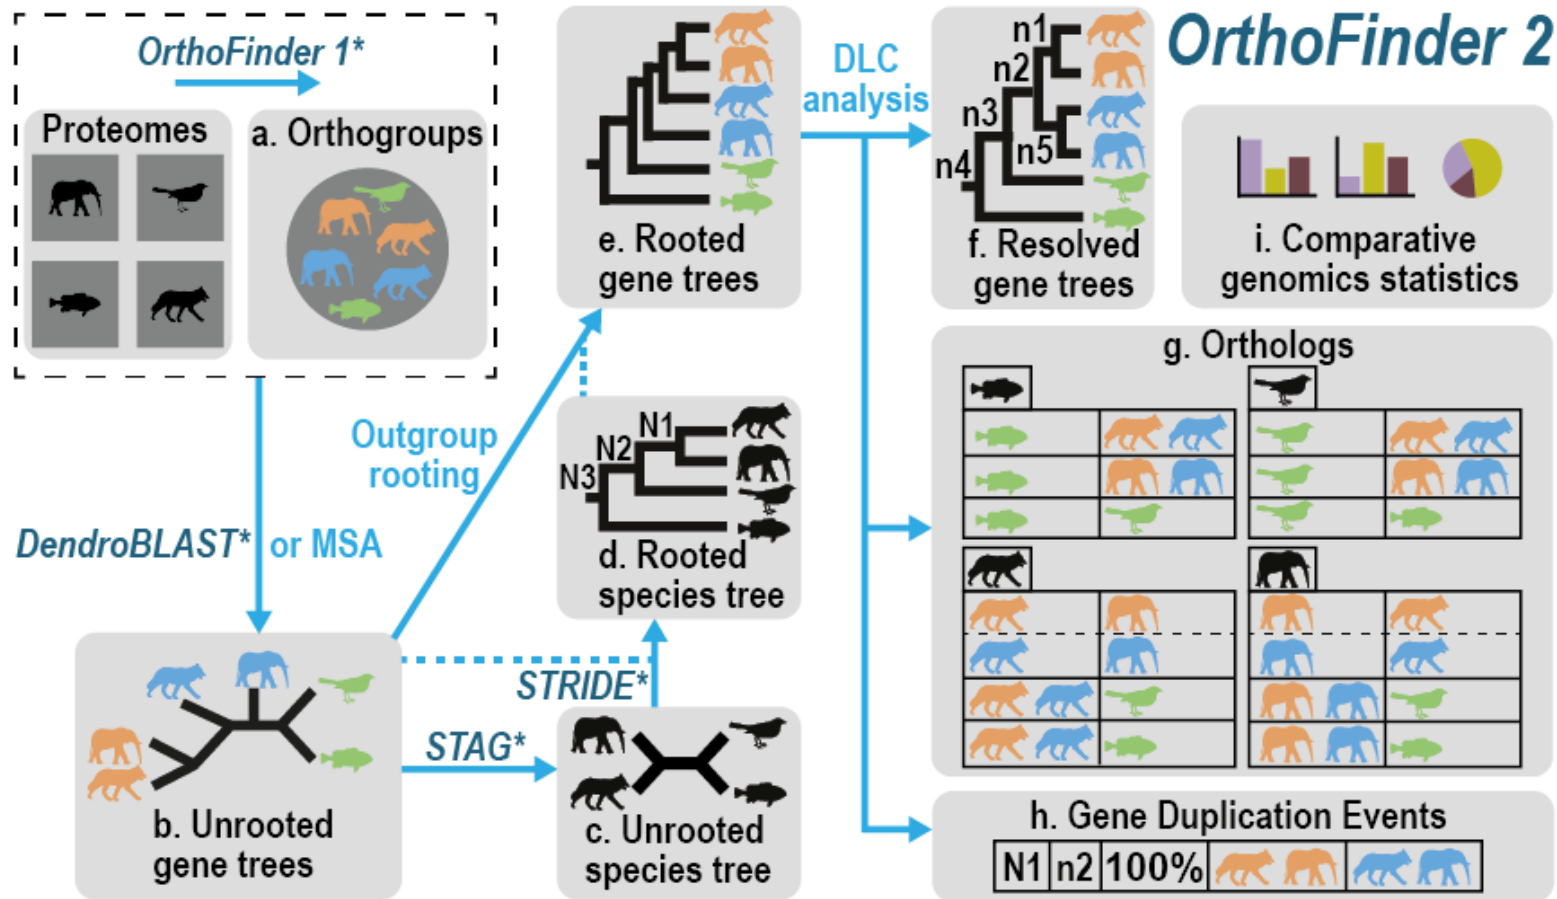 OrthoFinder 1*
Proteomes
a. Orthogroups
DendroBLAST* or MSA
b. Unrooted
gene trees
STAG*
STRIDE*
c. Unrooted
species tree
N1
N2
N3
d. Rooted
species tree
Outgroup
rooting
e. Rooted
gene trees
DLC
analysis
n1
n2
n3
n5
n4
f. Resolved
gene trees
OrthoFinder 2
i. Comparative
genomics statistics
g. Orthologs
h. Gene Duplication Events
N1 n2 100%